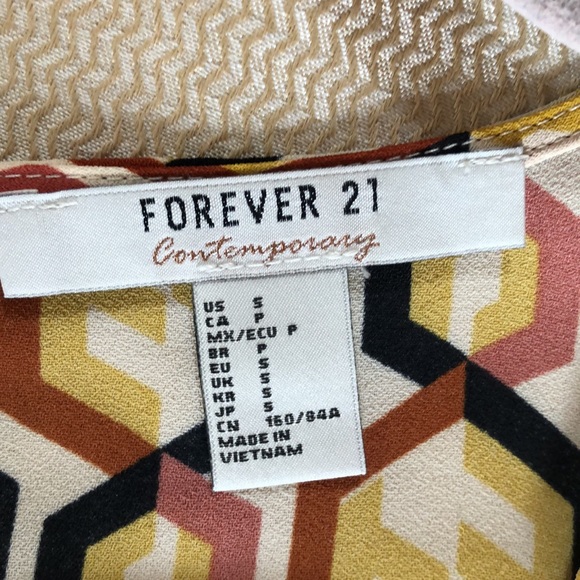 FOREVER 21
Contemporary
US S
CA P
MX/ECU P
BR P
EU S
UK S
KR S
JP S
CN 160/84A
MADE IN
VIETNAM